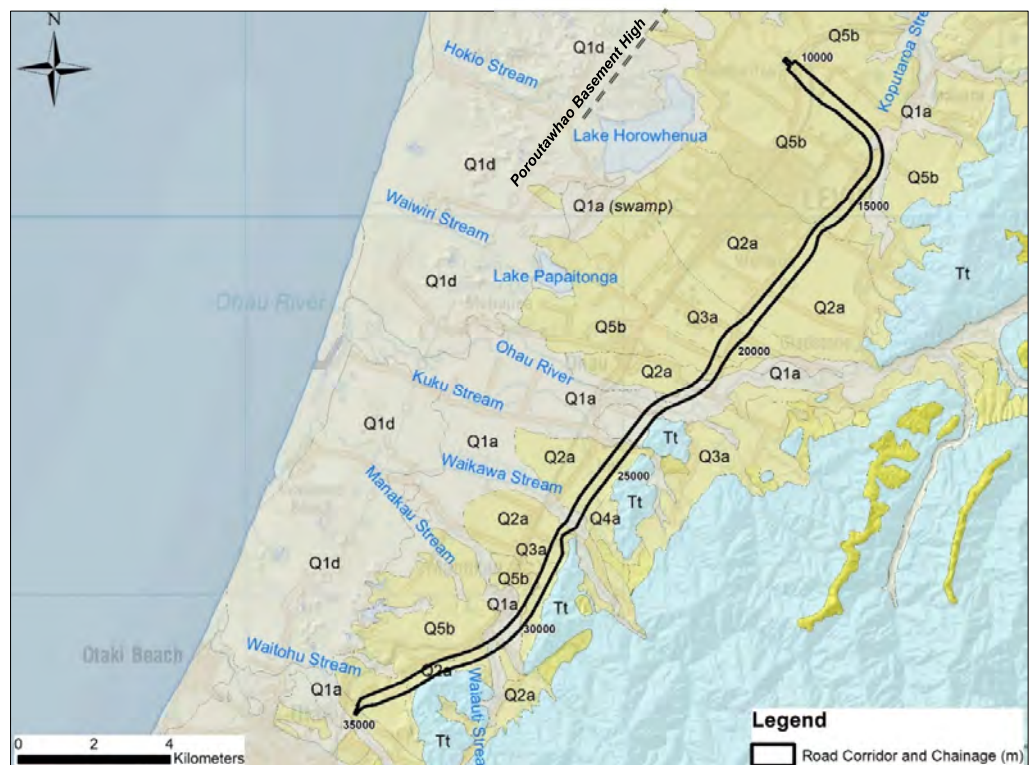 N
Hokio Stream
Q1d
Poroutawhao Basement High
Q5b
10000
Koputaroa Strea
Q1a
Lake Horowhenua
Q5b
Q1d
Q5b
Q1a (swamp)
15000
Waiwiri Stream
Q2a
Tt
Q1d
Lake Papaitonga
Q2a
Q3a
Q5b
Ohau River
20000
Ohau River
Q2a
Q1a
Kuku Stream
Q1a
Q1d
Q1a
Tt
Q3a
Waikawa Stream
Q2a
25000
Tt
Manakau Stream
Q2a
Q4a
Q3a
Q1d
Q5b
Q1a
Tt
30000
Q5b
Otaki Beach
Waitohu Stream
Q2a
Q1a
Waiauti Strea
Q2a
35000
Tt
Legend
Road Corridor and Chainage (m)
0 2 4
Kilometers